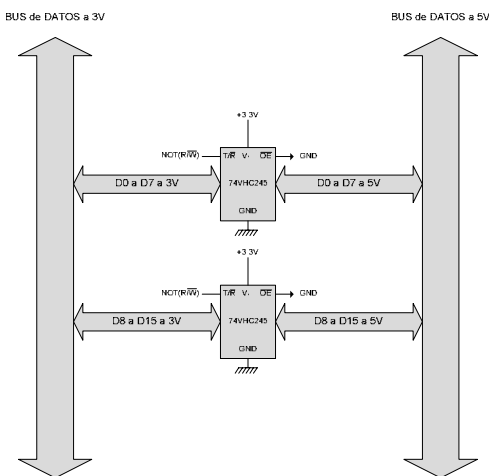 BUS de DATOS a 3V
BUS de DATOS a 5V
+3 3V
NOT(R/W)
T/R V. OE
GND
D0 a D7 a 3V
74VHC245
D0 a D7 a 5V
GND
+3 3V
NOT(R/W)
T/R V. OE
GND
D8 a D15 a 3V
74VHC245
D8 a D15 a 5V
GND